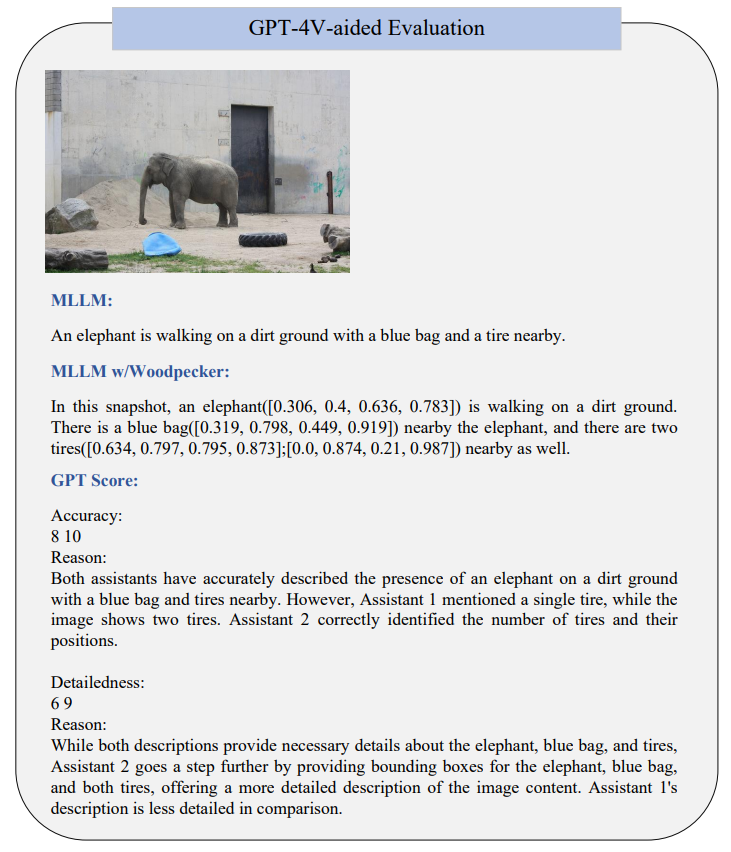 GPT-4V-aided Evaluation
MLLM:
An elephant is walking on a dirt ground with a blue bag and a tire nearby.
MLLM w/Woodpecker:
In this snapshot, an elephant([0.306, 0.4, 0.636, 0.783]) is walking on a dirt ground.
There is a blue bag([0.319, 0.798, 0.449, 0.919]) nearby the elephant, and there are two
tires([0.634, 0.797, 0.795, 0.873];[0.0, 0.874, 0.21, 0.987]) nearby as well.
GPT Score:
Accuracy:
8 10
Reason:
Both assistants have accurately described the presence of an elephant on a dirt ground
with a blue bag and tires nearby. However, Assistant 1 mentioned a single tire, while the
image shows two tires. Assistant 2 correctly identified the number of tires and their
positions.
Detailedness:
6 9
Reason:
While both descriptions provide necessary details about the elephant, blue bag, and tires,
Assistant 2 goes a step further by providing bounding boxes for the elephant, blue bag,
and both tires, offering a more detailed description of the image content. Assistant 1's
description is less detailed in comparison.